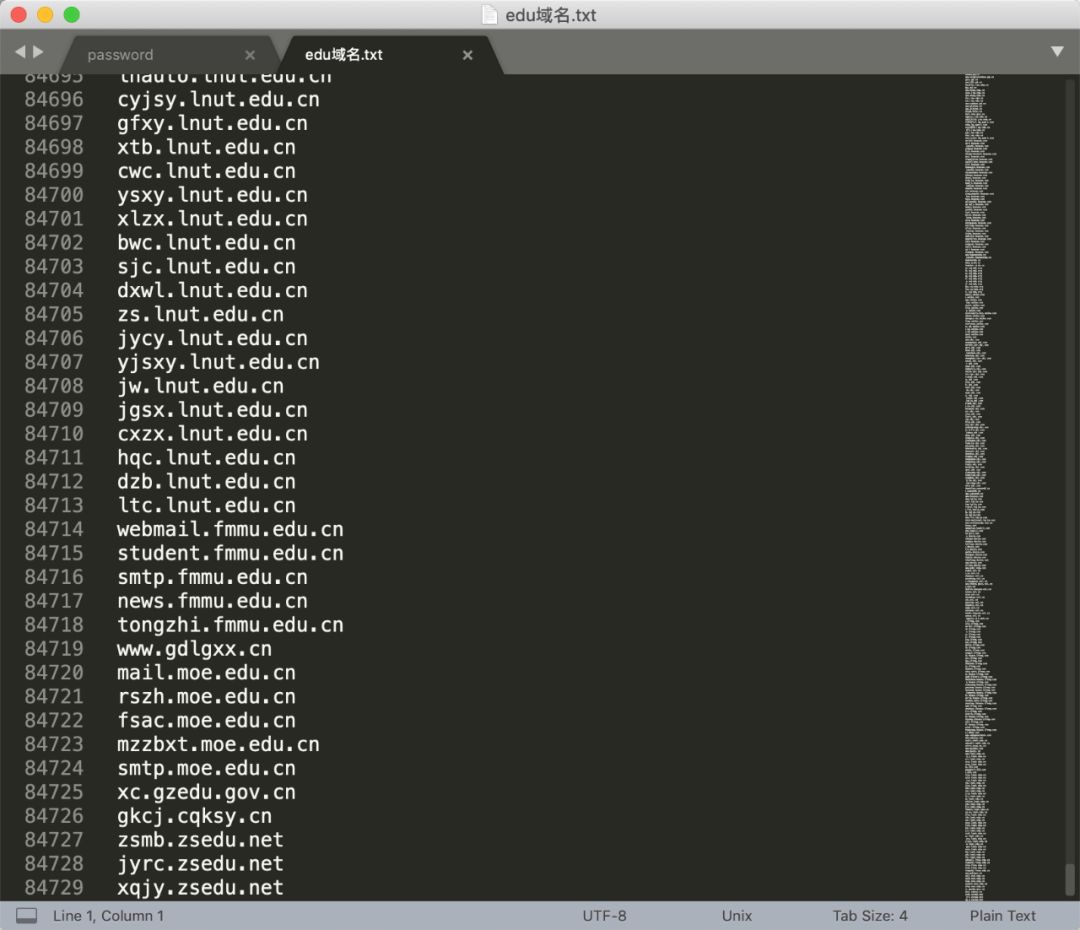 edu域名.txt
password
edu域名.txt
84695 lnauto.lnut.edu.cn
84696 cyjsy.lnut.edu.cn
84697 gfxy.lnut.edu.cn
84698 xtb.lnut.edu.cn
84699 cwc.lnut.edu.cn
84700 ysxy.lnut.edu.cn
84701 xlzx.lnut.edu.cn
84702 bwc.lnut.edu.cn
84703 sjc.lnut.edu.cn
84704 dxwl.lnut.edu.cn
84705 zs.lnut.edu.cn
84706 jycy.lnut.edu.cn
84707 yjsxy.lnut.edu.cn
84708 jw.lnut.edu.cn
84709 jgsx.lnut.edu.cn
84710 cxzx.lnut.edu.cn
84711 hqc.lnut.edu.cn
84712 dzb.lnut.edu.cn
84713 ltc.lnut.edu.cn
84714 webmail.fmmu.edu.cn
84715 student.fmmu.edu.cn
84716 smtp.fmmu.edu.cn
84717 news.fmmu.edu.cn
84718 tongzhi.fmmu.edu.cn
84719 www.gdlgxx.cn
84720 mail.moe.edu.cn
84721 rszh.moe.edu.cn
84722 fsac.moe.edu.cn
84723 mzzbxt.moe.edu.cn
84724 smtp.moe.edu.cn
84725 xc.gzedu.gov.cn
84726 gkcj.cqksy.cn
84727 zsmb.zsedu.net
84728 jyrc.zsedu.net
84729 xqjy.zsedu.net
Line 1, Column 1 UTF-8 Unix Tab Size: 4 Plain Text